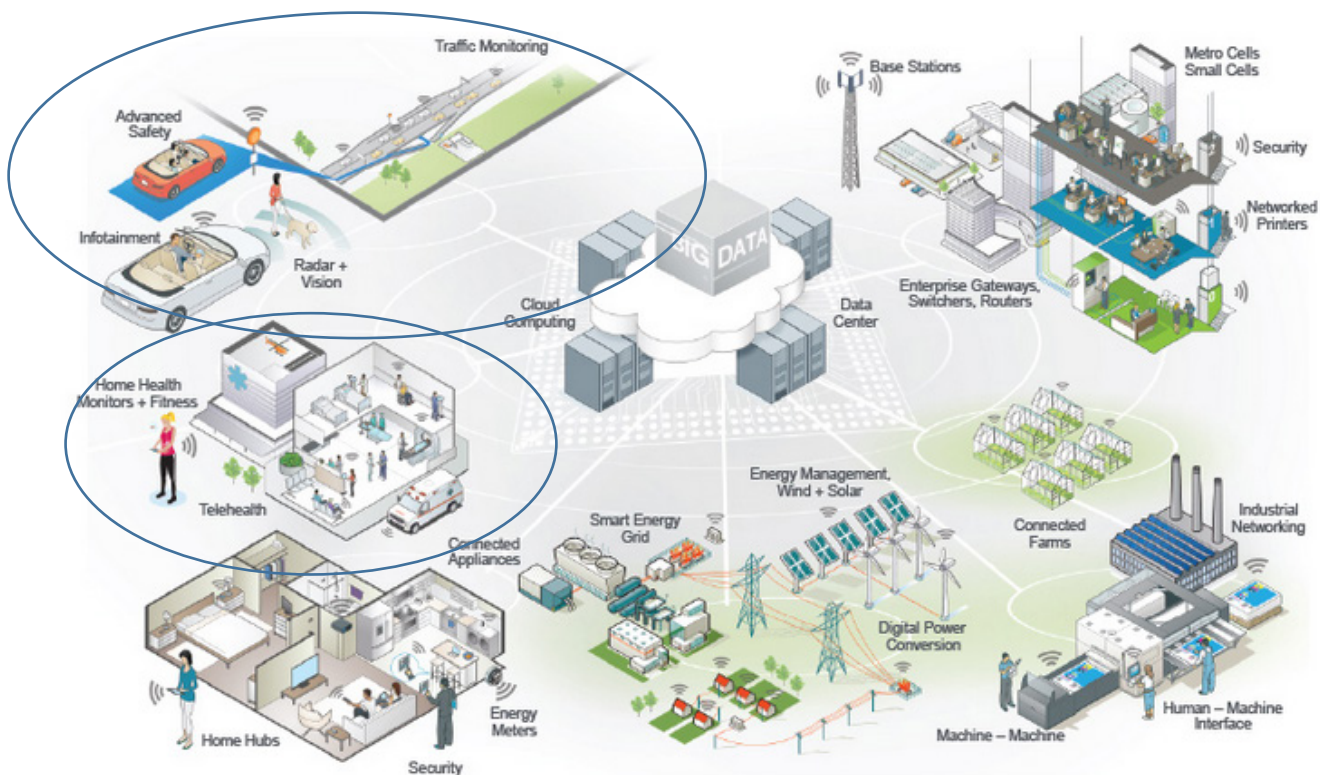 Traffic Monitoring
Advanced
Safety
Infotainment
Radar +
Vision
Base Stations
Metro Cells
Small Cells
Security
Networked
Printers
Enterprise Gateways,
Switchers, Routers
BIG DATA
Cloud
Computing
Data
Center
Home Health
Monitors + Fitness
Telehealth
Connected
Appliances
Smart Energy
Grid
Energy Management,
Wind + Solar
Digital Power
Conversion
Connected
Farms
Industrial
Networking
Home Hubs
Security
Energy
Meters
Machine – Machine
Human – Machine
Interface